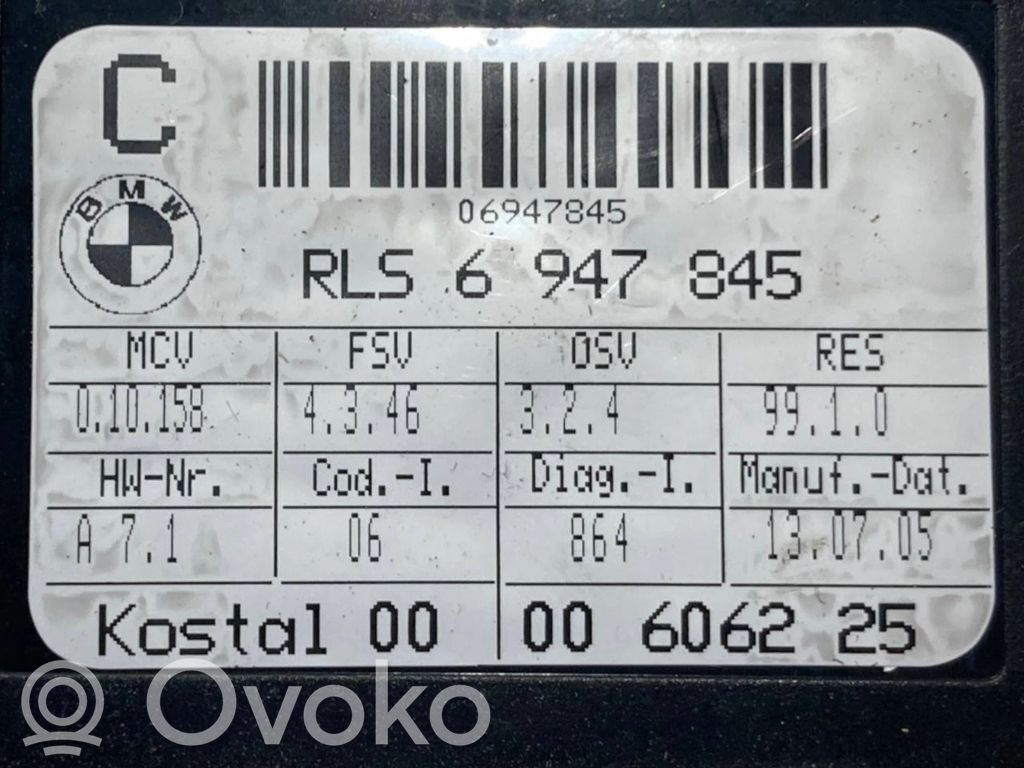 C
BMW
06947845
RLS 6 947 845
MCV FSV OSV RES
0.10.158 4.3.46 3.2.4 99.1.0
HW-Nr. Cod.-I. Diag.-I. Manuf.-Dat.
A 7.1 06 864 13.07.05
Kostal 00 00 6062 25
Ovoko